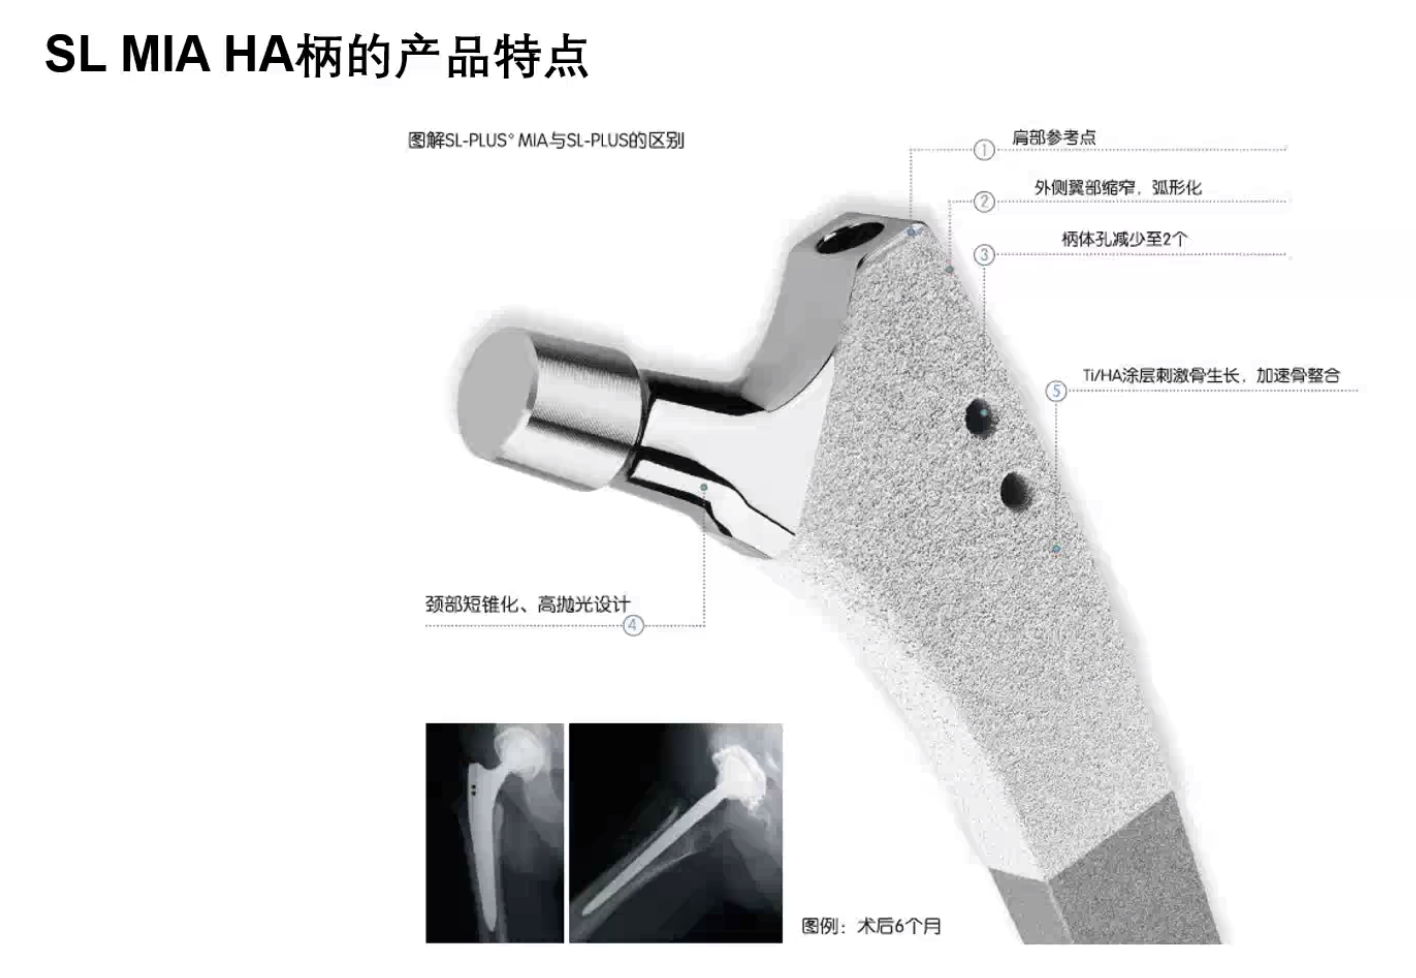 SL MIA HA柄的产品特点
图解SL-PLUS® MIA与SL-PLUS的区别
1 肩部参考点
2 外侧翼部缩窄，弧形化
3 柄体孔减少至2个
5 Ti/HA涂层刺激骨生长，加速骨整合
颈部短锥化、高抛光设计 4
图例：术后6个月